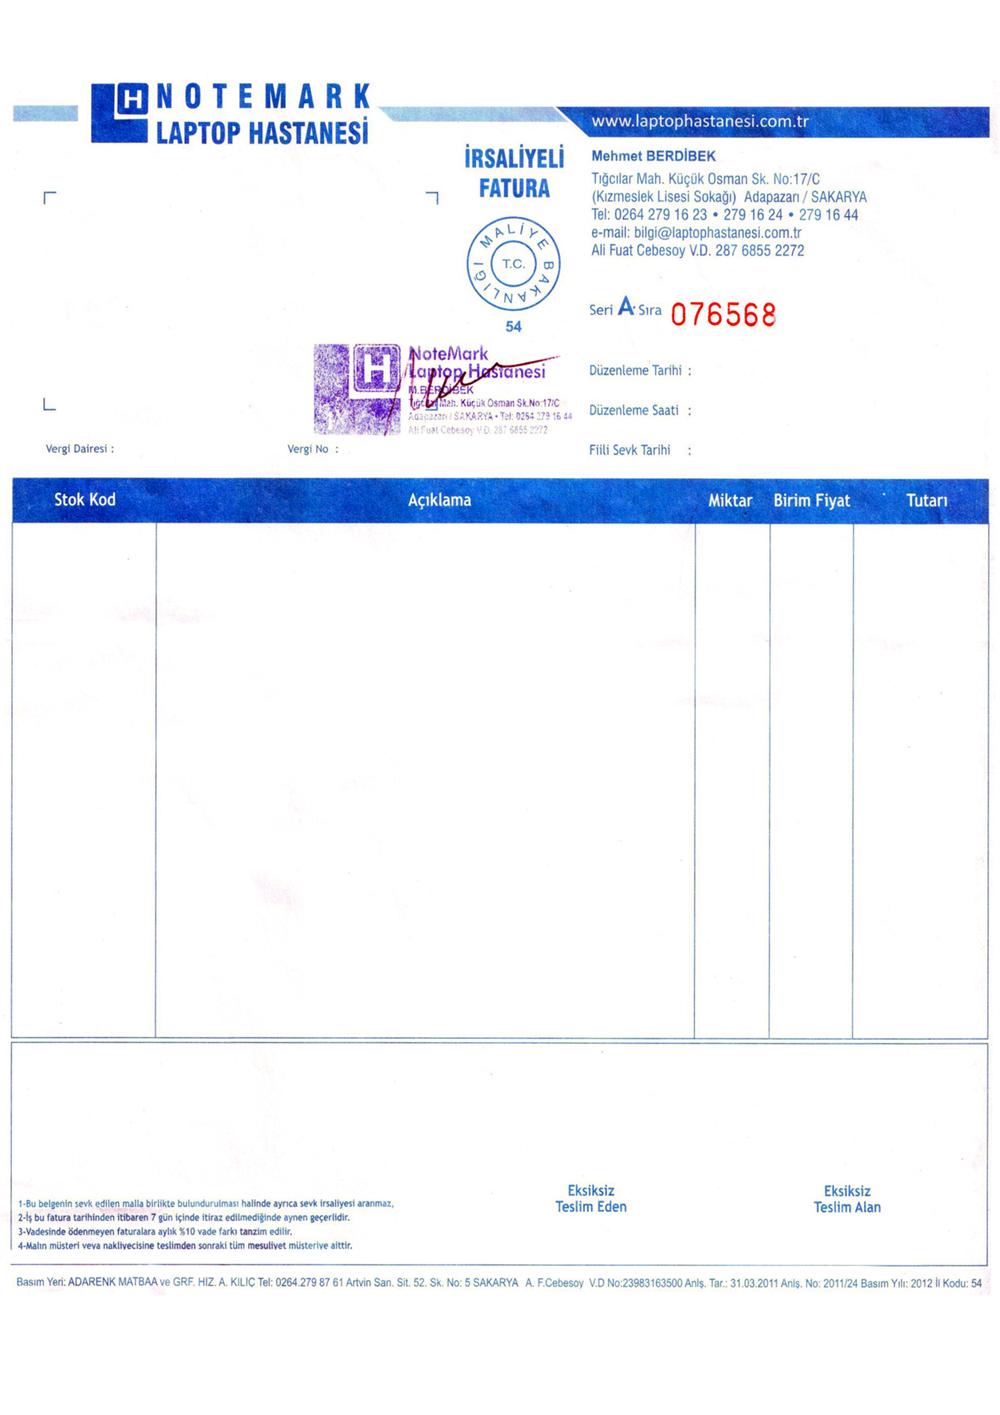 H NOTEMARK
LAPTOP HASTANESİ
www.laptophastanesi.com.tr
İRSALİYELİ
FATURA
Mehmet BERDİBEK
Tığcılar Mah. Küçük Osman Sk. No:17/C
(Kızmeslek Lisesi Sokağı) Adapazarı / SAKARYA
Tel: 0264 279 16 23 • 279 16 24 • 279 16 44
e-mail: bilgi@laptophastanesi.com.tr
Ali Fuat Cebesoy V.D. 287 6855 2272
MALİYE BAKANLIĞI
T.C.
54
Seri A Sıra 076568
H NoteMark
Laptop Hastanesi
M.BERDİBEK
Tığcılar Mah. Küçük Osman Sk.No:17/C
Adapazarı / SAKARYA • Tel: 0264 279 16 44
Ali Fuat Cebesoy V.D. 287 6855 2272
Düzenleme Tarihi :
Düzenleme Saati :
Fiili Sevk Tarihi :
Vergi Dairesi :
Vergi No :
Stok Kod Açıklama Miktar Birim Fiyat Tutarı
Eksiksiz
Teslim Eden
Eksiksiz
Teslim Alan
1-Bu belgenin sevk edilen malla birlikte bulundurulması halinde ayrıca sevk irsaliyesi aranmaz,
2-İş bu fatura tarihinden itibaren 7 gün içinde itiraz edilmediğinde aynen geçerlidir.
3-Vadesinde ödenmeyen faturalara aylık %10 vade farkı tanzim edilir.
4-Malın müsteri veya nakliyecisine teslimden sonraki tüm mesuliyet müsteriye aittir.
Basım Yeri: ADARENK MATBAA ve GRF. HİZ. A. KILIÇ Tel: 0264.279 87 61 Artvin San. Sit. 52. Sk. No: 5 SAKARYA A. F.Cebesoy V.D No:23983163500 Anlş. Tar.: 31.03.2011 Anlş. No: 2011/24 Basım Yılı: 2012 İl Kodu: 54